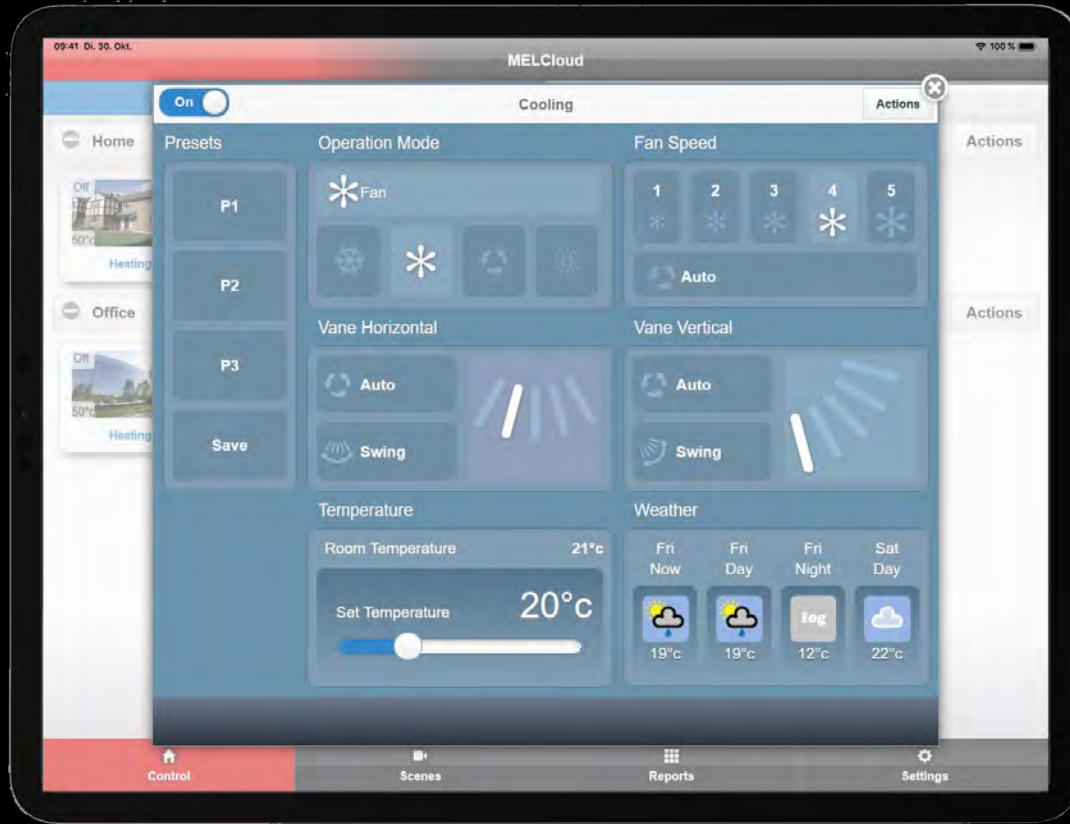 09:41 Di. 30. Okt.
100 %
MELCloud
On
Cooling
Actions
Home
Actions
Off
50°c
Heating
Office
Actions
Off
50°c
Heating
Presets
P1
P2
P3
Save
Operation Mode
Fan
Fan Speed
1 2 3 4 5
Auto
Vane Horizontal
Auto
Swing
Vane Vertical
Auto
Swing
Temperature
Room Temperature 21°c
Set Temperature 20°c
Weather
Fri Fri Fri Sat
Now Day Night Day
fog
19°c 19°c 12°c 22°c
Control Scenes Reports Settings